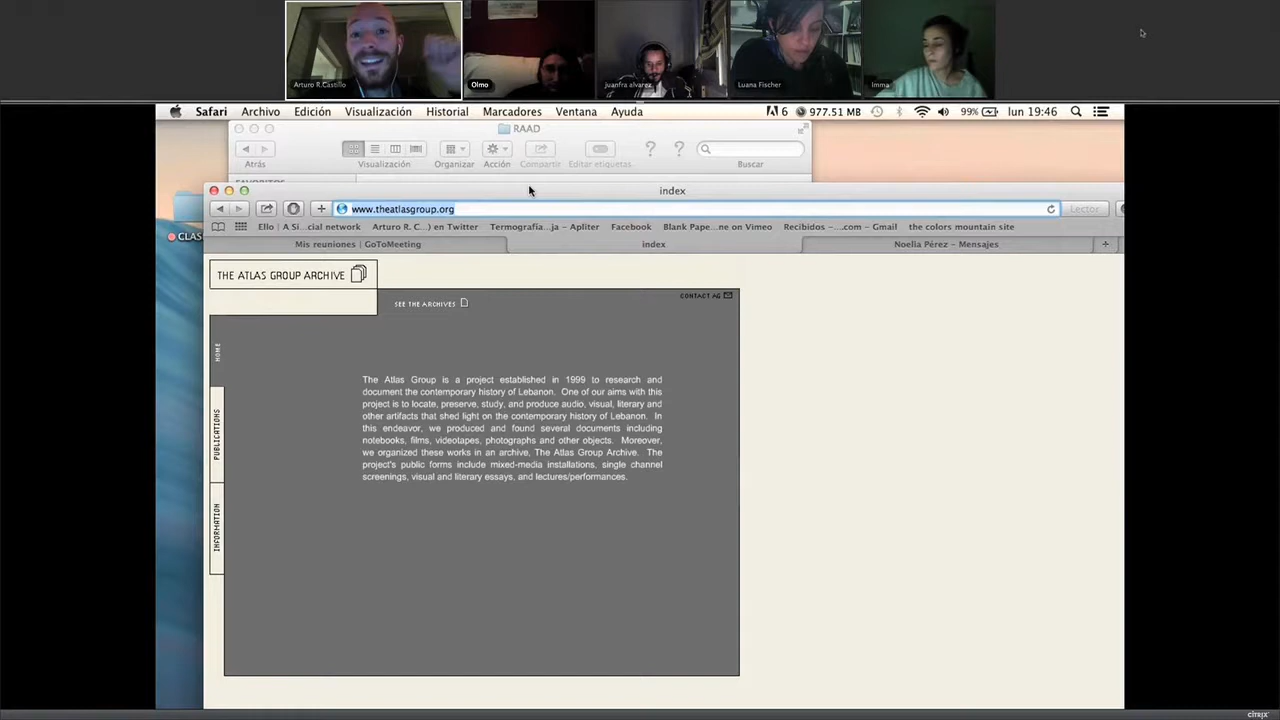 Arturo R.Castillo
Olmo
juanfra alvarez
Luana Fischer
Imma
Safari Archivo Edición Visualización Historial Marcadores Ventana Ayuda 6 977.51 MB 99% lun 19:46
RAAD
Atrás Visualización Organizar Acción Compartir Editar etiquetas Buscar
index
www.theatlasgroup.org Lector
CLAS
Ello | A Si...cial network Arturo R. C...) en Twitter Termografía...ja - Apliter Facebook Blank Pape...ne on Vimeo Recibidos -....com - Gmail the colors mountain site
Mis reuniones | GoToMeeting index Noelia Pérez - Mensajes
THE ATLAS GROUP ARCHIVE
SEE THE ARCHIVES
CONTACT AG
HOME
PUBLICATIONS
INFORMATION
The Atlas Group is a project established in 1999 to research and
document the contemporary history of Lebanon. One of our aims with this
project is to locate, preserve, study, and produce audio, visual, literary and
other artifacts that shed light on the contemporary history of Lebanon. In
this endeavor, we produced and found several documents including
notebooks, films, videotapes, photographs and other objects. Moreover,
we organized these works in an archive, The Atlas Group Archive. The
project's public forms include mixed-media installations, single channel
screenings, visual and literary essays, and lectures/performances.
CITRIX